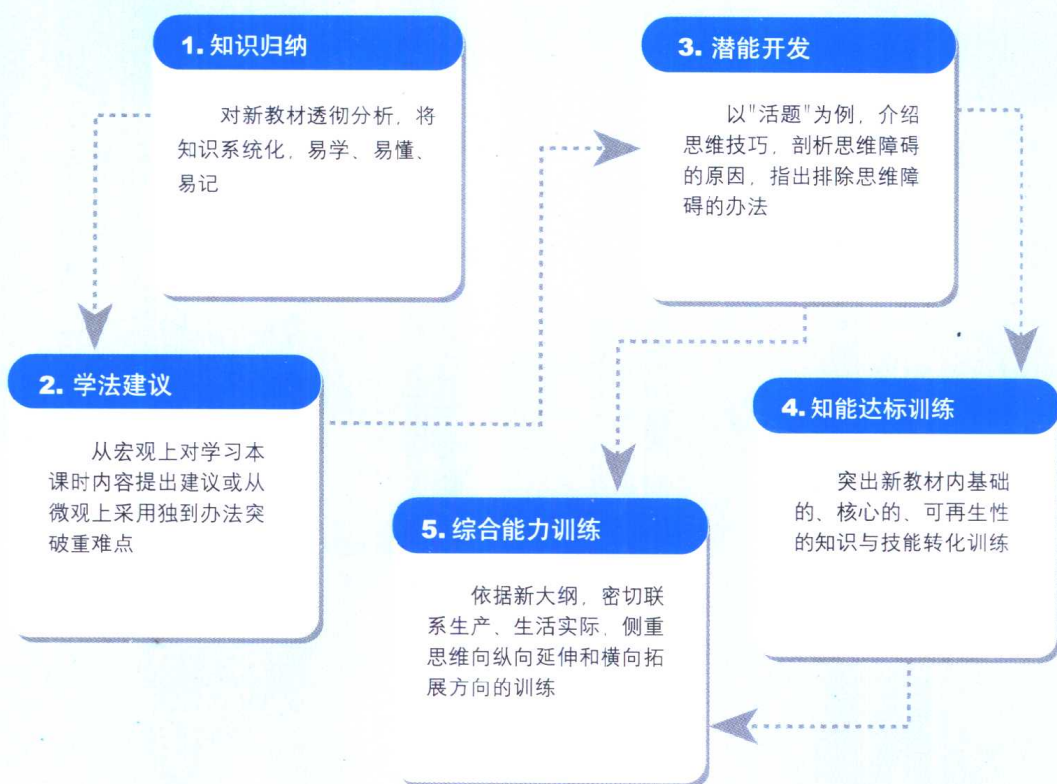 1. 知识归纳
对新教材透彻分析，将
知识系统化，易学、易懂、
易记
2. 学法建议
从宏观上对学习本
课时内容提出建议或从
微观上采用独到办法突
破重难点
3. 潜能开发
以"活题"为例，介绍
思维技巧，剖析思维障碍
的原因，指出排除思维障
碍的办法
4. 知能达标训练
突出新教材内基础
的、核心的、可再生性
的知识与技能转化训练
5. 综合能力训练
依据新大纲，密切联
系生产、生活实际，侧重
思维向纵向延伸和横向拓
展方向的训练